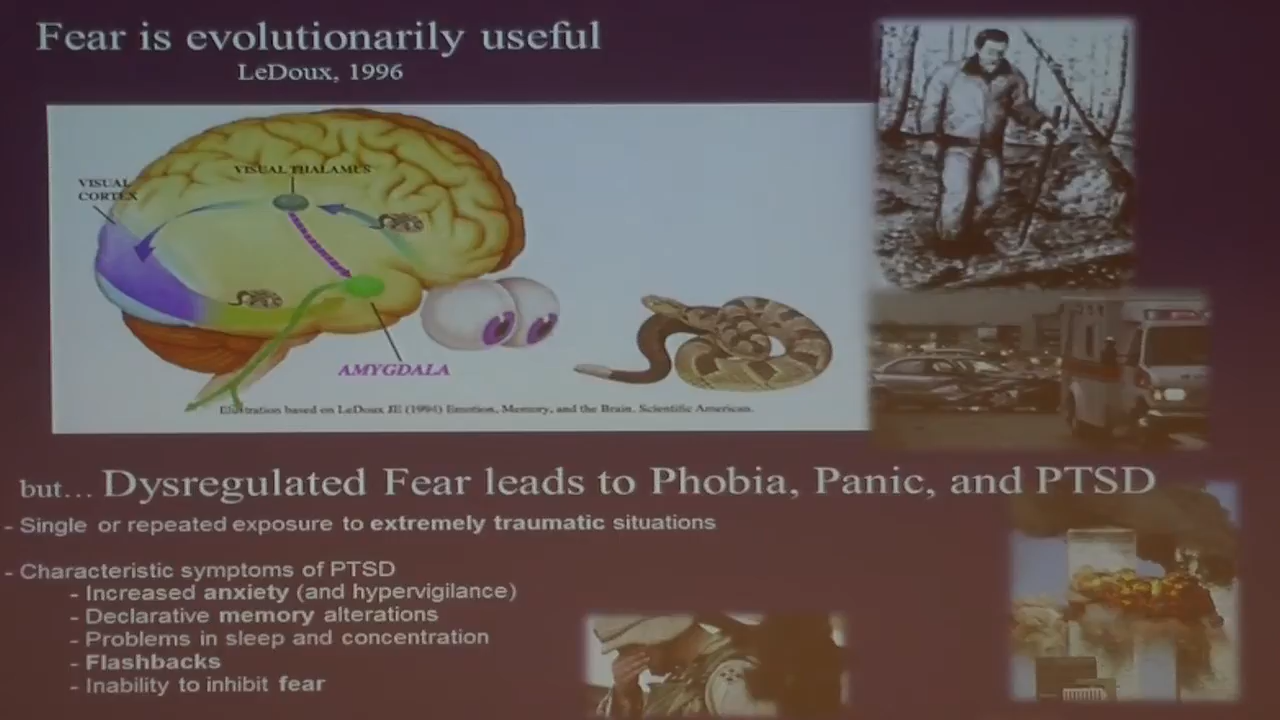 Fear is evolutionarily useful
LeDoux, 1996
VISUAL THALAMUS
VISUAL
CORTEX
AMYGDALA
Illustration based on LeDoux JE (1994) Emotion, Memory, and the Brain. Scientific American.
but... Dysregulated Fear leads to Phobia, Panic, and PTSD
- Single or repeated exposure to extremely traumatic situations
- Characteristic symptoms of PTSD
- Increased anxiety (and hypervigilance)
- Declarative memory alterations
- Problems in sleep and concentration
- Flashbacks
- Inability to inhibit fear